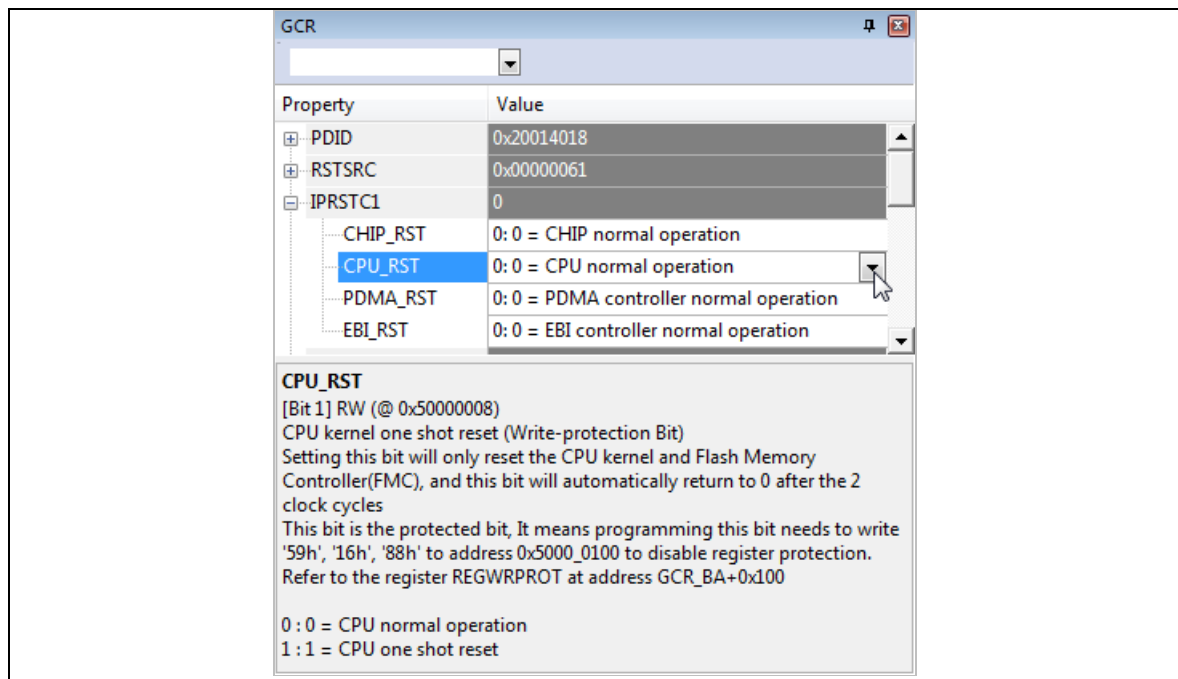 GCR
Property Value
PDID 0x20014018
RSTSRC 0x00000061
IPRSTC1 0
CHIP_RST 0: 0 = CHIP normal operation
CPU_RST 0: 0 = CPU normal operation
PDMA_RST 0: 0 = PDMA controller normal operation
EBI_RST 0: 0 = EBI controller normal operation
CPU_RST
[Bit 1] RW (@ 0x50000008)
CPU kernel one shot reset (Write-protection Bit)
Setting this bit will only reset the CPU kernel and Flash Memory
Controller(FMC), and this bit will automatically return to 0 after the 2
clock cycles
This bit is the protected bit, It means programming this bit needs to write
'59h', '16h', '88h' to address 0x5000_0100 to disable register protection.
Refer to the register REGWRPROT at address GCR_BA+0x100
0 : 0 = CPU normal operation
1 : 1 = CPU one shot reset